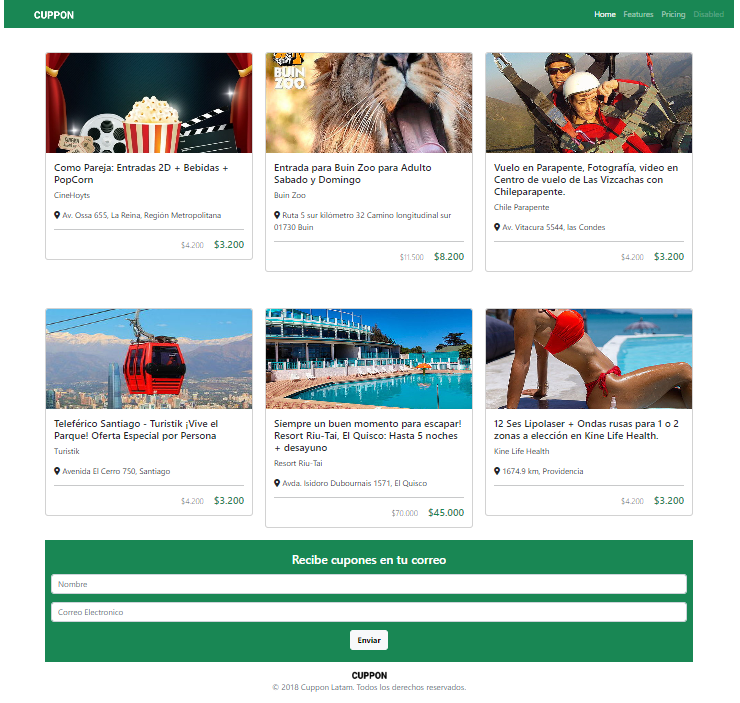 CUPPON
Home Features Pricing Disabled
CUPPON
BUIN
ZOO
Como Pareja: Entradas 2D + Bebidas +
PopCorn
CineHoyts
Av. Ossa 655, La Reina, Región Metropolitana
$4.200 $3.200
Entrada para Buin Zoo para Adulto
Sabado y Domingo
Buin Zoo
Ruta 5 sur kilómetro 32 Camino longitudinal sur
01730 Buin
$11.500 $8.200
Vuelo en Parapente, Fotografía, video en
Centro de vuelo de Las Vizcachas con
Chileparapente.
Chile Parapente
Av. Vitacura 5544, las Condes
$4.200 $3.200
Teleférico Santiago - Turistik ¡Vive el
Parque! Oferta Especial por Persona
Turistik
Avenida El Cerro 750, Santiago
$4.200 $3.200
Siempre un buen momento para escapar!
Resort Riu-Tai, El Quisco: Hasta 5 noches
+ desayuno
Resort Riu-Tai
Avda. Isidoro Dubournais 1571, El Quisco
$70.000 $45.000
12 Ses Lipolaser + Ondas rusas para 1 o 2
zonas a elección en Kine Life Health.
Kine Life Health
1674.9 km, Providencia
$4.200 $3.200
Recibe cupones en tu correo
Nombre
Correo Electronico
Enviar
CUPPON
© 2018 Cuppon Latam. Todos los derechos reservados.